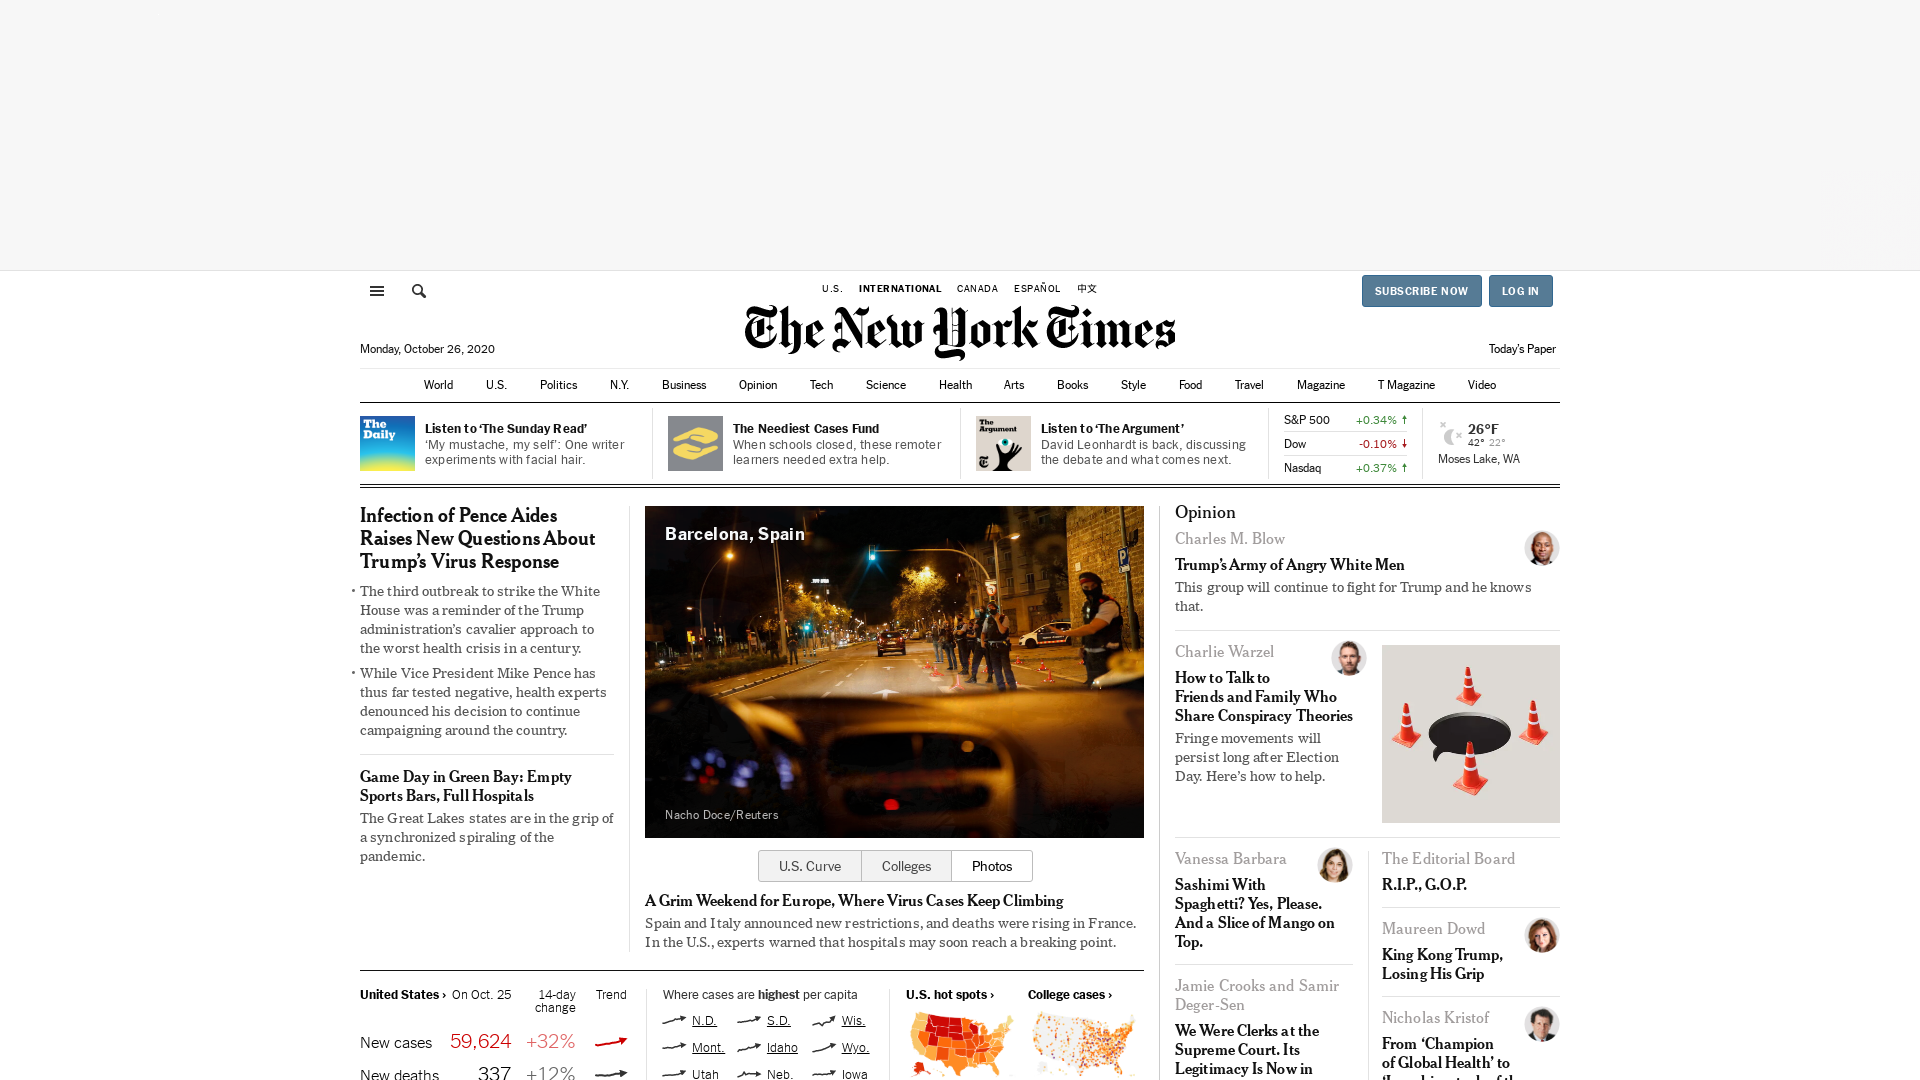 U.S.
INTERNATIONAL
CANADA
ESPAÑOL
中文
SUBSCRIBE NOW
LOG IN
The New York Times
Monday, October 26, 2020
Today's Paper
World
U.S.
Politics
N.Y.
Business
Opinion
Tech
Science
Health
Arts
Books
Style
Food
Travel
Magazine
T Magazine
Video
The
Daily
Listen to ‘The Sunday Read’
‘My mustache, my self’: One writer
experiments with facial hair.
The Neediest Cases Fund
When schools closed, these remoter
learners needed extra help.
The
Argument
Listen to ‘The Argument’
David Leonhardt is back, discussing
the debate and what comes next.
S&P 500 +0.34%
Dow -0.10%
Nasdaq +0.37%
26°F
42° 22°
Moses Lake, WA
Infection of Pence Aides
Raises New Questions About
Trump’s Virus Response
• The third outbreak to strike the White
House was a reminder of the Trump
administration’s cavalier approach to
the worst health crisis in a century.
• While Vice President Mike Pence has
thus far tested negative, health experts
denounced his decision to continue
campaigning around the country.
Game Day in Green Bay: Empty
Sports Bars, Full Hospitals
The Great Lakes states are in the grip of
a synchronized spiraling of the
pandemic.
Barcelona, Spain
Nacho Doce/Reuters
U.S. Curve
Colleges
Photos
A Grim Weekend for Europe, Where Virus Cases Keep Climbing
Spain and Italy announced new restrictions, and deaths were rising in France.
In the U.S., experts warned that hospitals may soon reach a breaking point.
United States › On Oct. 25 14-day Trend
change
New cases 59,624 +32%
New deaths 337 +12%
Where cases are highest per capita
N.D. S.D. Wis.
Mont. Idaho Wyo.
Utah Neb. Iowa
U.S. hot spots ›
College cases ›
Opinion
Charles M. Blow
Trump’s Army of Angry White Men
This group will continue to fight for Trump and he knows
that.
Charlie Warzel
How to Talk to
Friends and Family Who
Share Conspiracy Theories
Fringe movements will
persist long after Election
Day. Here’s how to help.
Vanessa Barbara
Sashimi With
Spaghetti? Yes, Please.
And a Slice of Mango on
Top.
Jamie Crooks and Samir
Deger-Sen
We Were Clerks at the
Supreme Court. Its
Legitimacy Is Now in
The Editorial Board
R.I.P., G.O.P.
Maureen Dowd
King Kong Trump,
Losing His Grip
Nicholas Kristof
From ‘Champion
of Global Health’ to